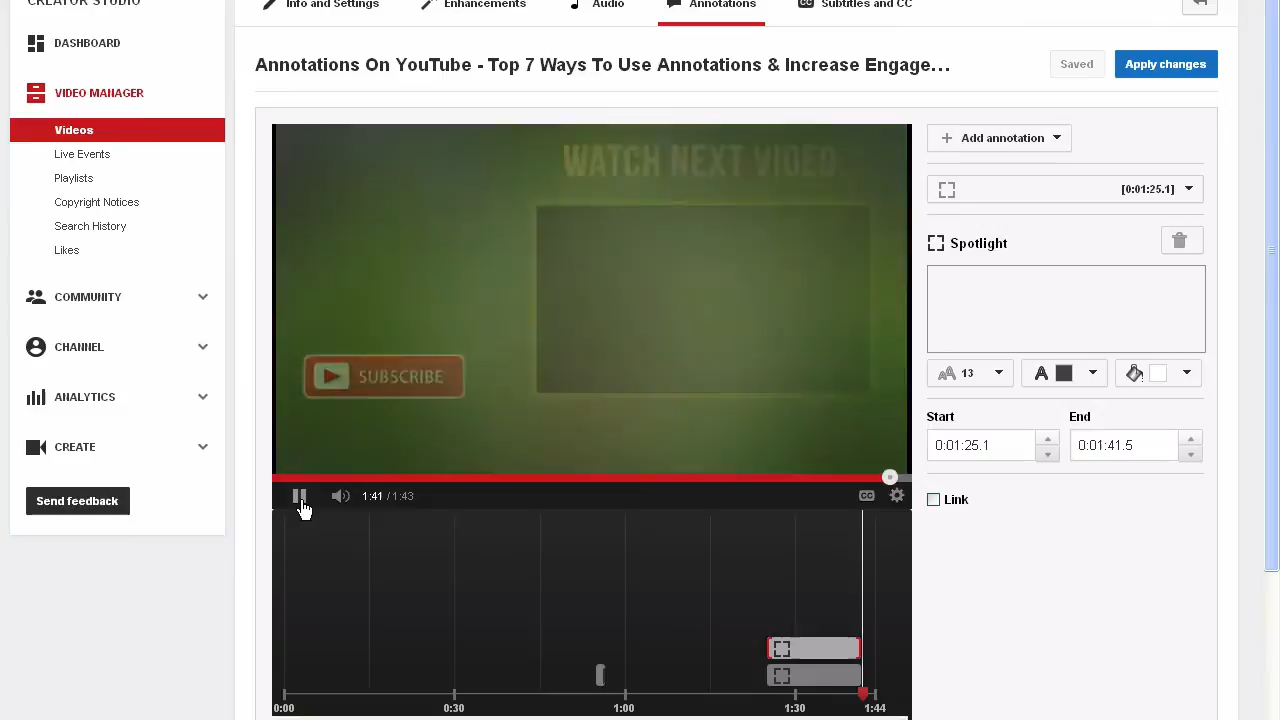 CREATOR STUDIO
DASHBOARD
VIDEO MANAGER
Videos
Live Events
Playlists
Copyright Notices
Search History
Likes
COMMUNITY
CHANNEL
ANALYTICS
CREATE
Send feedback
Info and Settings
Enhancements
Audio
Annotations
CC Subtitles and CC
Annotations On YouTube - Top 7 Ways To Use Annotations & Increase Engage...
Saved
Apply changes
WATCH NEXT VIDEO
SUBSCRIBE
1:41 / 1:43
CC
0:00
0:30
1:00
1:30
1:44
+ Add annotation
[0:01:25.1]
Spotlight
AA 13
A
Start
End
0:01:25.1
0:01:41.5
Link